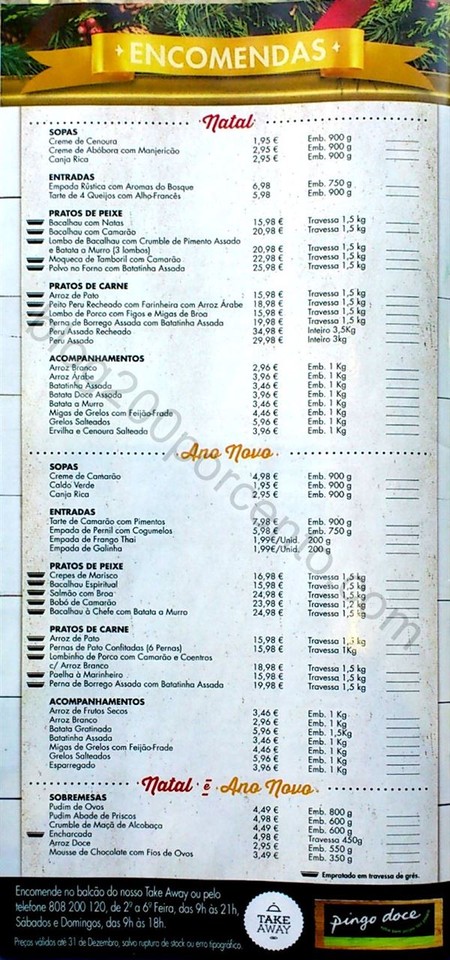 ENCOMENDAS
Natal
SOPAS
Creme de Cenoura 1,95 € Emb. 900 g
Creme de Abóbora com Manjericão 2,95 € Emb. 900 g
Canja Rica 2,95 € Emb. 900 g
ENTRADAS
Empada Rústica com Aromas do Bosque 6,98 Emb. 750 g
Tarte de 4 Queijos com Alho-Francês 5,98 Emb. 900 g
PRATOS DE PEIXE
Bacalhau com Natas 15,98 € Travessa 1,5 kg
Bacalhau com Camarão 20,98 € Travessa 1,5 kg
Lombo de Bacalhau com Crumble de Pimento Assado
e Batata a Murro (3 lombos) 20,98 € Travessa 1,5 kg
Moqueca de Tamboril com Camarão 22,98 € Travessa 1,5 kg
Polvo no Forno com Batatinha Assada 25,98 € Travessa 1,5 kg
PRATOS DE CARNE
Arroz de Pato 15,98 € Travessa 1,5 kg
Peito Peru Recheado com Farinheira com Arroz Árabe 18,98 € Travessa 1,5 kg
Lombo de Porco com Figos e Migas de Broa 15,98 € Travessa 1,5 kg
Perna de Borrego Assada com Batatinha Assada 19,98 € Travessa 1,5 kg
Peru Assado Recheado 34,98 € Inteiro 3,5Kg
Peru Assado 29,98 € Inteiro 3kg
ACOMPANHAMENTOS
Arroz Branco 2,96 € Emb. 1 Kg
Arroz Árabe 3,96 € Emb. 1 Kg
Batatinha Assada 3,46 € Emb. 1 Kg
Batata Doce Assada 3,96 € Emb. 1 Kg
Batata a Murro 3,46 € Emb. 1 Kg
Migas de Grelos com Feijão-Frade 4,46 € Emb. 1 Kg
Grelos Salteados 5,96 € Emb. 1 Kg
Ervilha e Cenoura Salteada 3,96 € Emb. 1 Kg
Ano Novo
SOPAS
Creme de Camarão 4,98 € Emb. 900 g
Caldo Verde 1,95 € Emb. 900 g
Canja Rica 2,95 € Emb. 900 g
ENTRADAS
Tarte de Camarão com Pimentos 7,98 € Emb. 900 g
Empada de Pernil com Cogumelos 5,98 € Emb. 750 g
Empada de Frango Thai 1,99€/Unid. 200 g
Empada de Galinha 1,99€/Unid. 200 g
PRATOS DE PEIXE
Crepes de Marisco 16,98 € Travessa 1,5 kg
Bacalhau Espiritual 15,98 € Travessa 1,5 kg
Salmão com Broa 24,98 € Travessa 1,5 kg
Bobó de Camarão 23,98 € Travessa 1,2 kg
Bacalhau à Chefe com Batata a Murro 24,98 € Travessa 1,5 kg
PRATOS DE CARNE
Arroz de Pato 15,98 € Travessa kg
Pernas de Pato Confitadas (6 Pernas) 15,98 € Travessa 1Kg
Lombinho de Porco com Camarão e Coentros
c/ Arroz Branco 18,98 € Travessa 1,5 kg
Paelha à Marinheiro 15,98 € Travessa 1,5 kg
Perna de Borrego Assada com Batatinha Assada 19,98 € Travessa 1,5 kg
ACOMPANHAMENTOS
Arroz de Frutos Secos 3,46 € Emb. 1 Kg
Arroz Branco 2,96 € Emb. 1 Kg
Batata Gratinada 5,96 € Emb. 1,5Kg
Batatinha Assada 3,46 € Emb. 1 Kg
Migas de Grelos com Feijão-Frade 4,46 € Emb. 1 Kg
Grelos Salteados 5,96 € Emb. 1 Kg
Esparregado 3,96 € Emb. 1 Kg
Natal e Ano Novo
SOBREMESAS
Pudim de Ovos 4,49 € Emb. 800 g
Pudim Abade de Priscos 4,98 € Emb. 600 g
Crumble de Maçã de Alcobaça 4,49 € Emb. 600 g
Encharcada 4,98 € Travessa 450g
Arroz Doce 2,95 € Emb. 550 g
Mousse de Chocolate com Fios de Ovos 3,49 € Emb. 350 g
Empratado em travessa de grés.
Encomende no balcão do nosso Take Away ou pelo
telefone 808 200 120, de 2ª a 6ª Feira, das 9h às 21h,
Sábados e Domingos, das 9h às 18h.
Preços válidos até 31 de Dezembro, salvo ruptura de stock ou erro tipográfico.
TAKE
AWAY
pingo doce